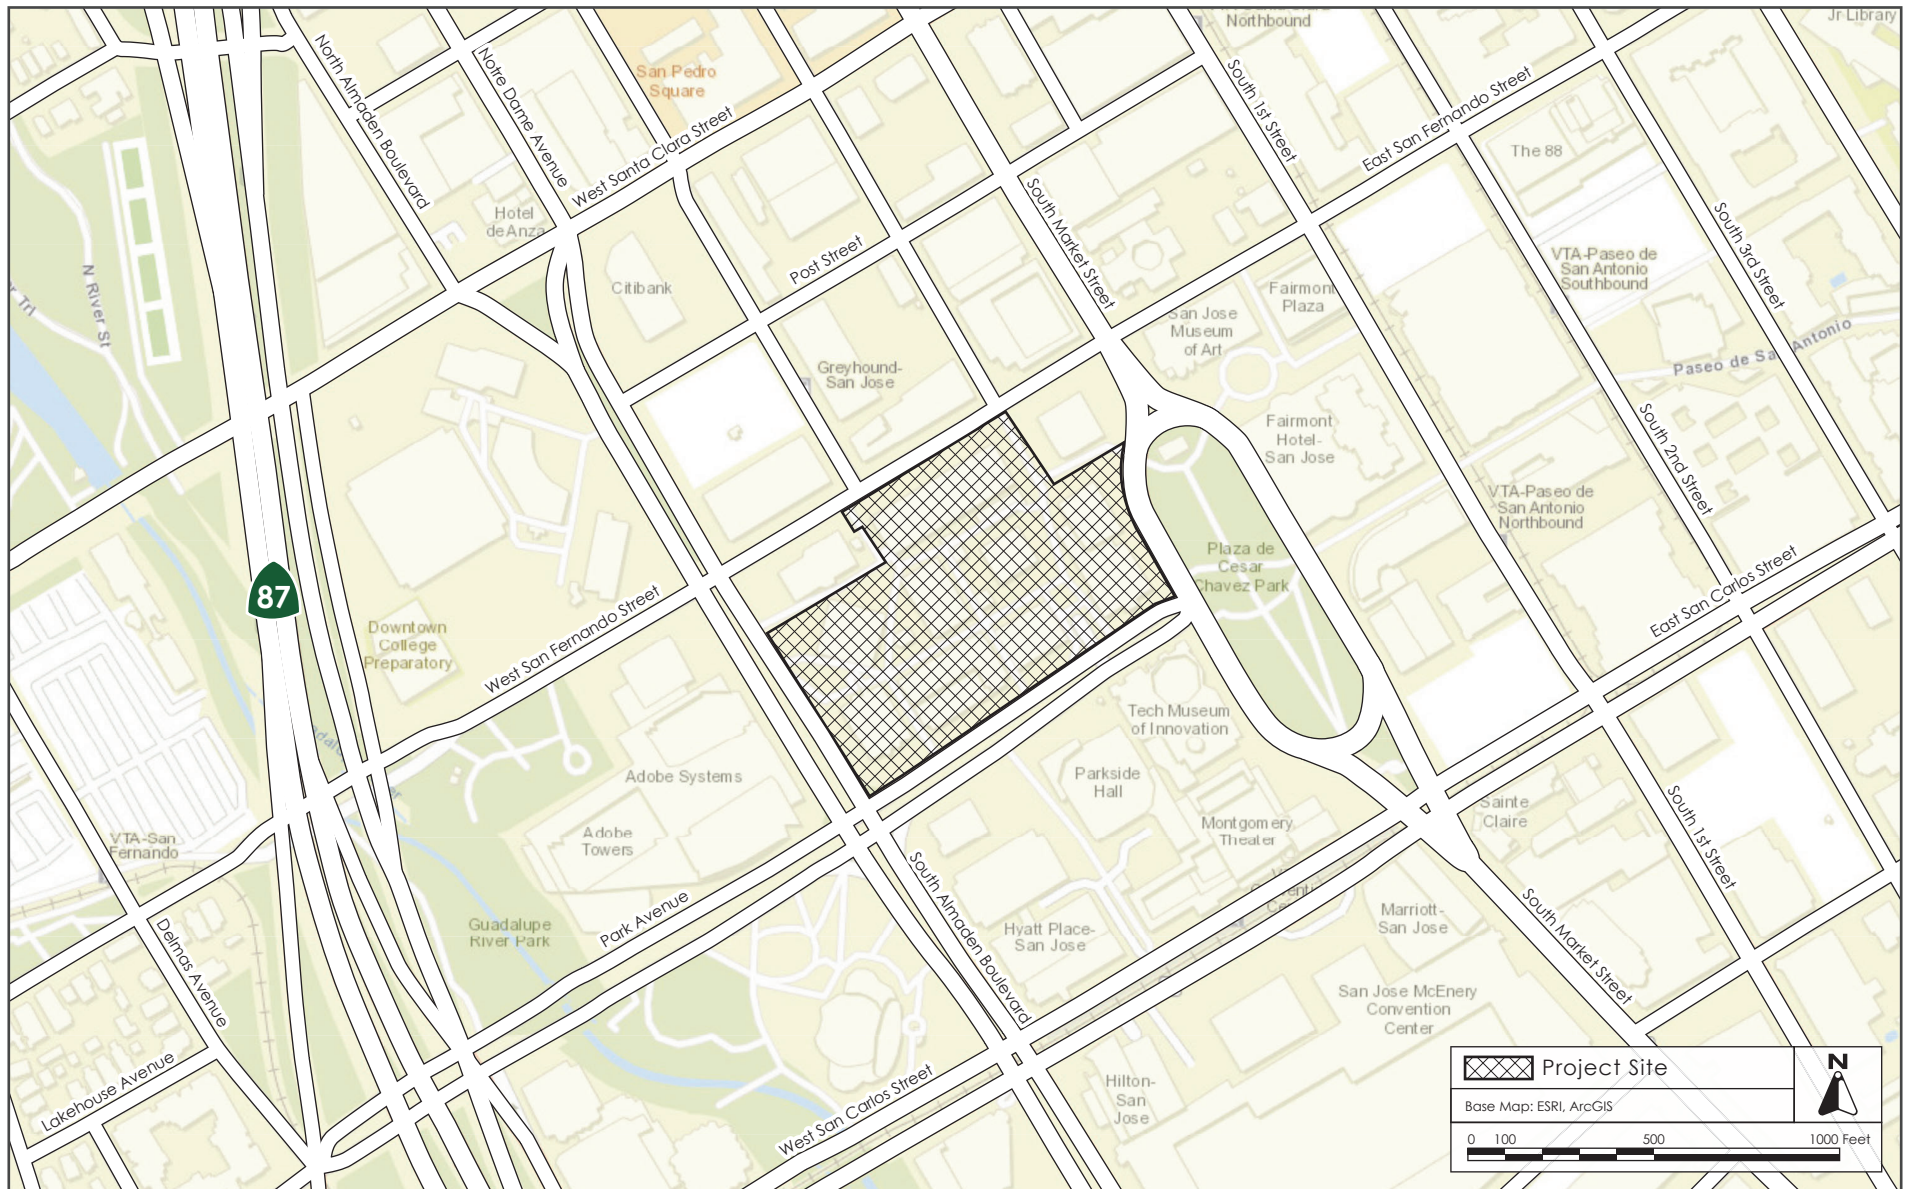 Northbound
Jr Library
North Almaden Boulevard
Notre Dame Avenue
San Pedro
Square
West Santa Clara Street
South 1st Street
East San Fernando Street
The 88
Hotel
de Anza
N River St
Citibank
Post Street
South Market Street
San Jose
Museum
of Art
Fairmont
Plaza
VTA-Paseo de
San Antonio
Southbound
South 3rd Street
Paseo de San Antonio
Greyhound-
San Jose
Fairmont
Hotel-
San Jose
South 2nd Street
VTA-Paseo de
San Antonio
Northbound
87
Plaza de
Cesar
Chavez Park
East San Carlos Street
Downtown
College
Preparatory
West San Fernando Street
Tech Museum
of Innovation
Adobe Systems
Parkside
Hall
Adobe
Towers
Montgomery
Theater
Sainte
Claire
South 1st Street
VTA-San
Fernando
South Almaden Boulevard
Park Avenue
Guadalupe
River Park
Delmas Avenue
Hyatt Place-
San Jose
Marriott-
San Jose
South Market Street
San Jose McEnery
Convention
Center
Lakehouse Avenue
West San Carlos Street
Hilton-
San
Jose
Project Site
N
Base Map: ESRI, ArcGIS
0 100 500 1000 Feet